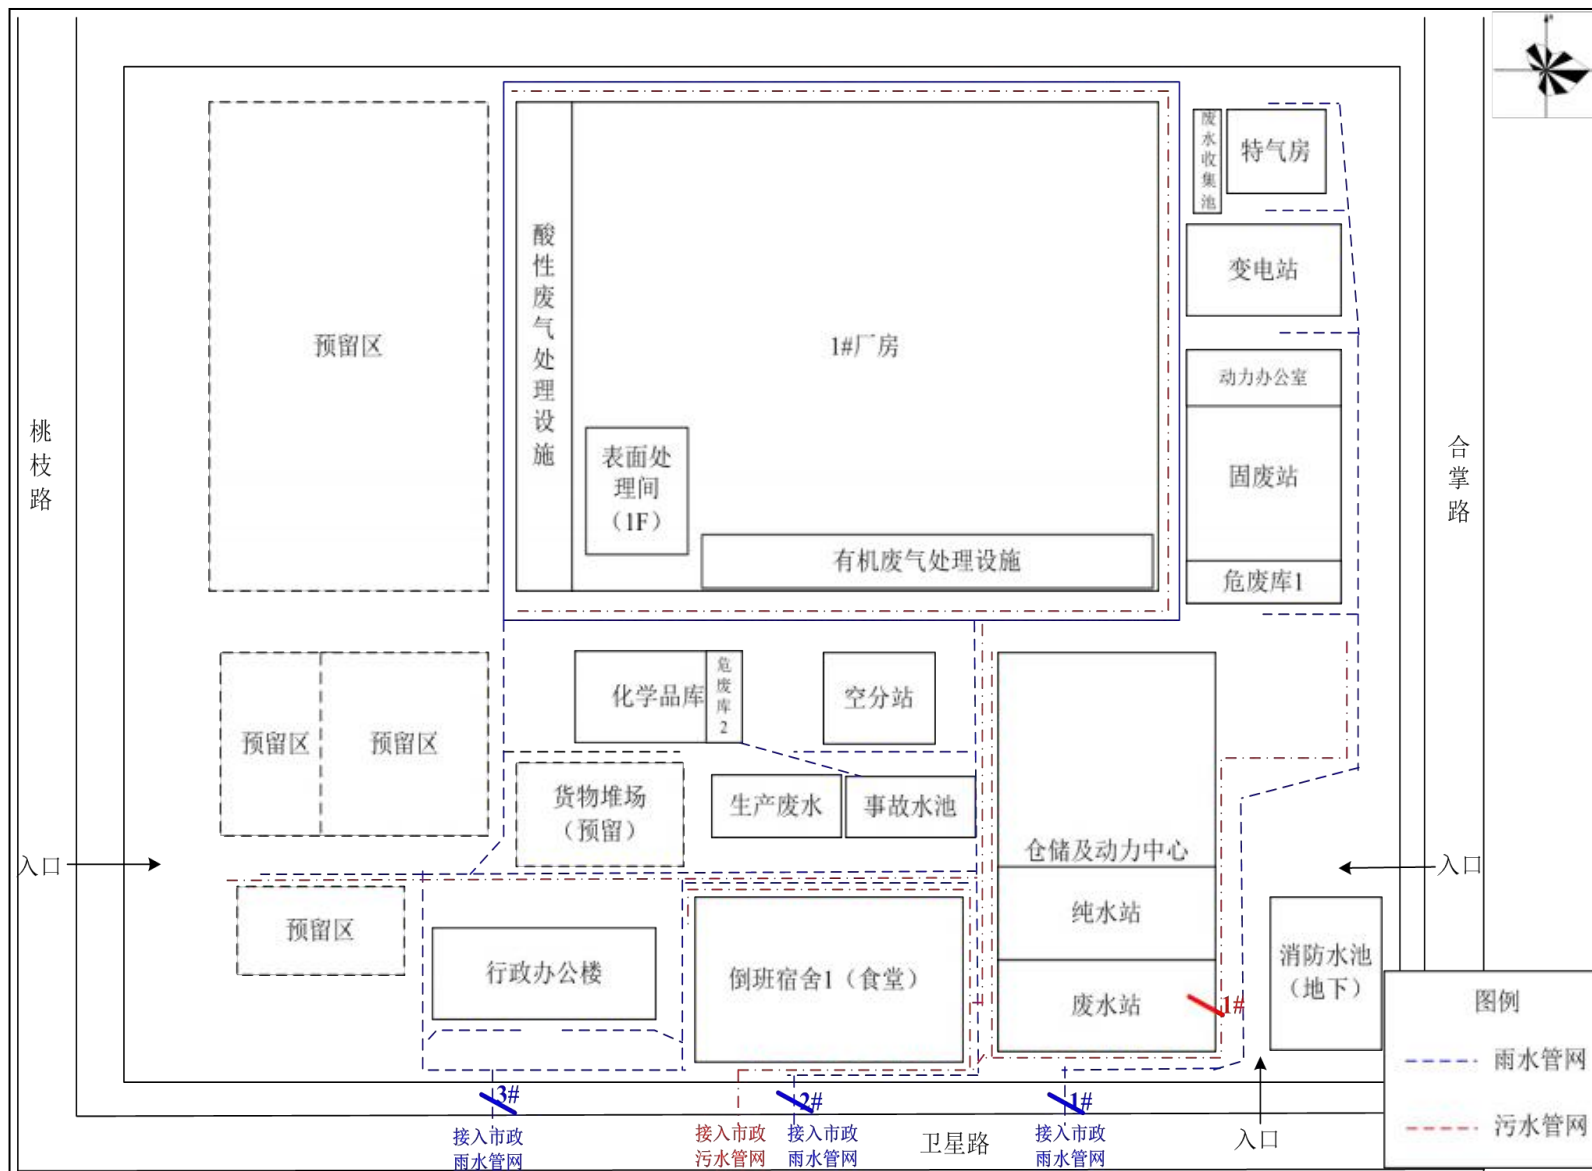 废水收集池
特气房
酸性废气处理设施
变电站
预留区
1#厂房
动力办公室
桃枝路
合掌路
表面处
理间
（1F）
固废站
有机废气处理设施
危废库1
化学品库
危废库2
空分站
预留区
预留区
货物堆场
（预留）
生产废水
事故水池
仓储及动力中心
入口
入口
预留区
纯水站
行政办公楼
倒班宿舍1（食堂）
消防水池
（地下）
废水站
1#
图例
雨水管网
污水管网
3#
2#
1#
接入市政
雨水管网
接入市政
污水管网
接入市政
雨水管网
卫星路
接入市政
雨水管网
入口